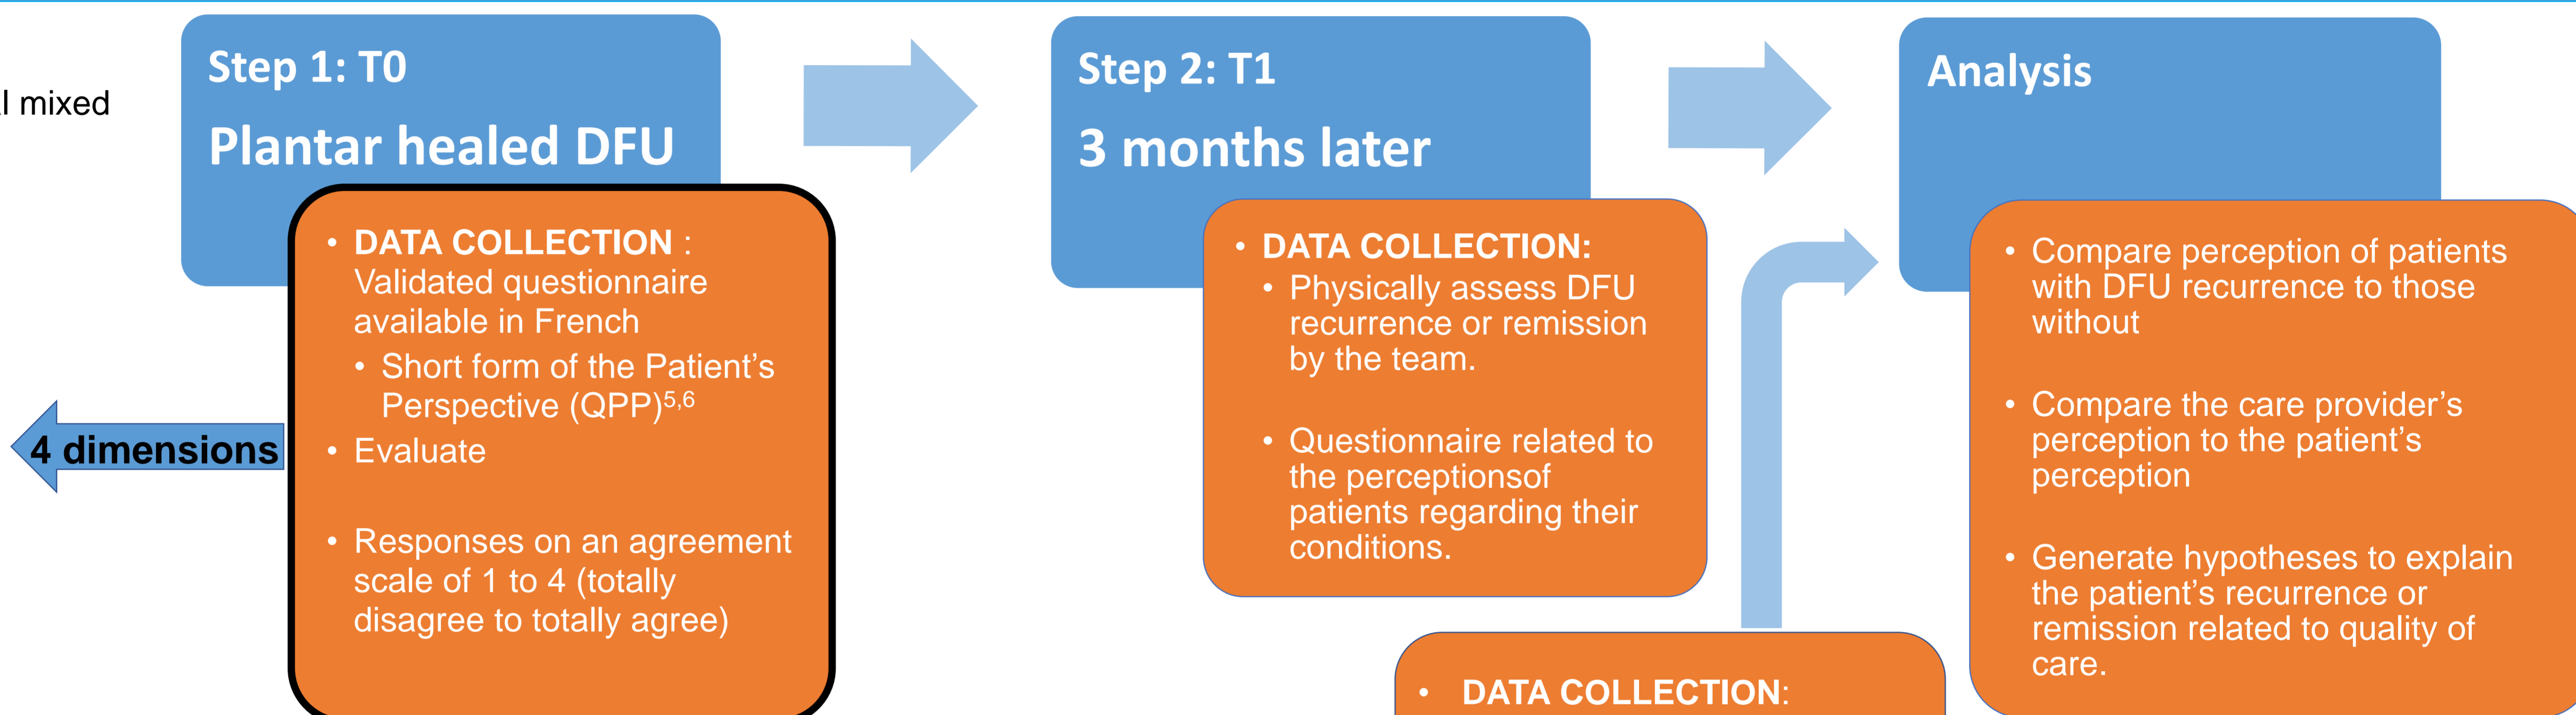 l mixed
Step 1: T0
Plantar healed DFU
• DATA COLLECTION :
Validated questionnaire
available in French
• Short form of the Patient’s
Perspective (QPP)5,6
• Evaluate
• Responses on an agreement
scale of 1 to 4 (totally
disagree to totally agree)
4 dimensions
Step 2: T1
3 months later
• DATA COLLECTION:
• Physically assess DFU
recurrence or remission
by the team.
• Questionnaire related to
the perceptionsof
patients regarding their
conditions.
• DATA COLLECTION:
Analysis
• Compare perception of patients
with DFU recurrence to those
without
• Compare the care provider’s
perception to the patient’s
perception
• Generate hypotheses to explain
the patient’s recurrence or
remission related to quality of
care.